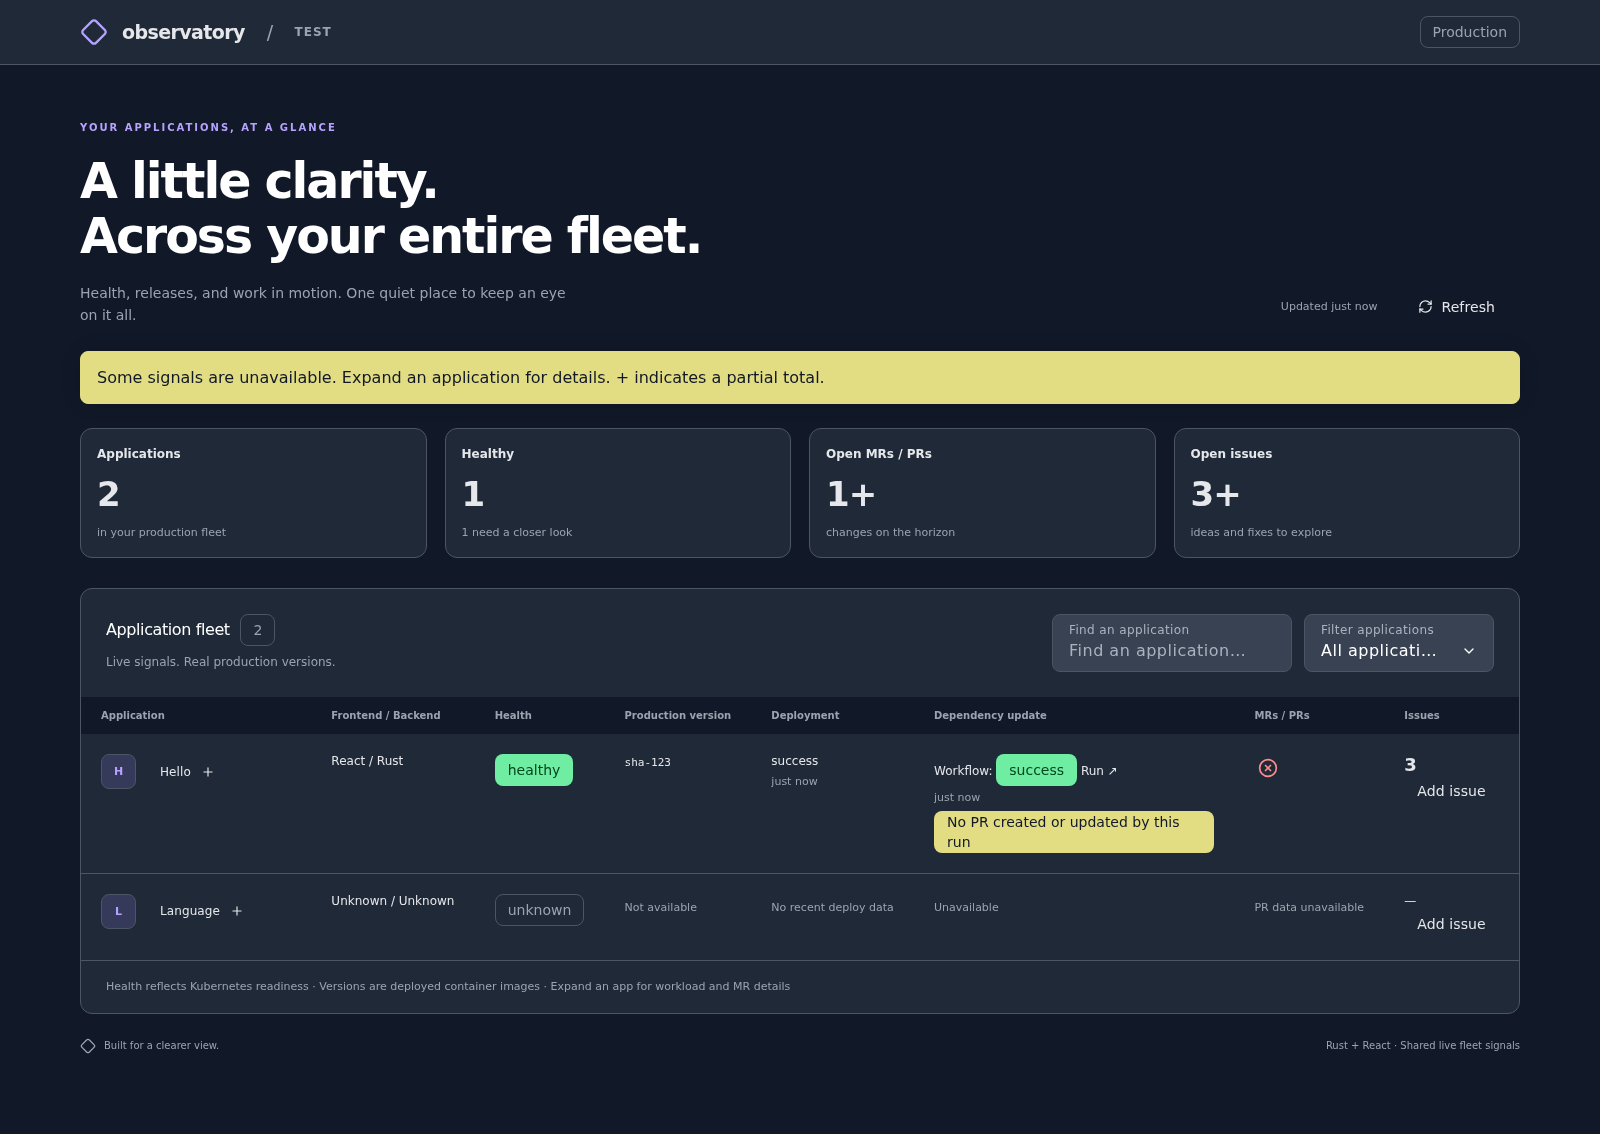 observatory / TEST
Production
YOUR APPLICATIONS, AT A GLANCE
A little clarity.
Across your entire fleet.
Health, releases, and work in motion. One quiet place to keep an eye
on it all.
Updated just now
Refresh
Some signals are unavailable. Expand an application for details. + indicates a partial total.
Applications
2
in your production fleet
Healthy
1
1 need a closer look
Open MRs / PRs
1+
changes on the horizon
Open issues
3+
ideas and fixes to explore
Application fleet 2
Live signals. Real production versions.
Find an application
Find an application...
Filter applications
All applicati...
Application Frontend / Backend Health Production version Deployment Dependency update MRs / PRs Issues
H Hello + React / Rust healthy sha-123 success
just now
Workflow: success Run ↗
just now
No PR created or updated by this
run
3
Add issue
L Language + Unknown / Unknown unknown Not available No recent deploy data Unavailable PR data unavailable —
Add issue
Health reflects Kubernetes readiness · Versions are deployed container images · Expand an app for workload and MR details
Built for a clearer view.
Rust + React · Shared live fleet signals